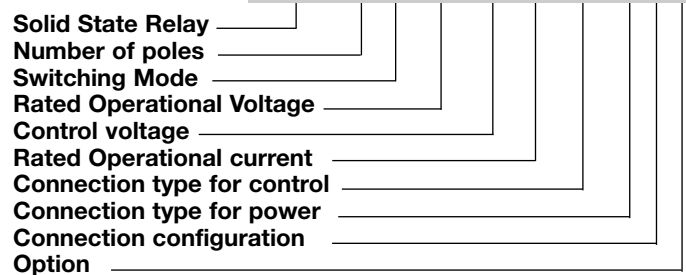 Solid State Relay
Number of poles
Switching Mode
Rated Operational Voltage
Control voltage
Rated Operational current
Connection type for control
Connection type for power
Connection configuration
Option